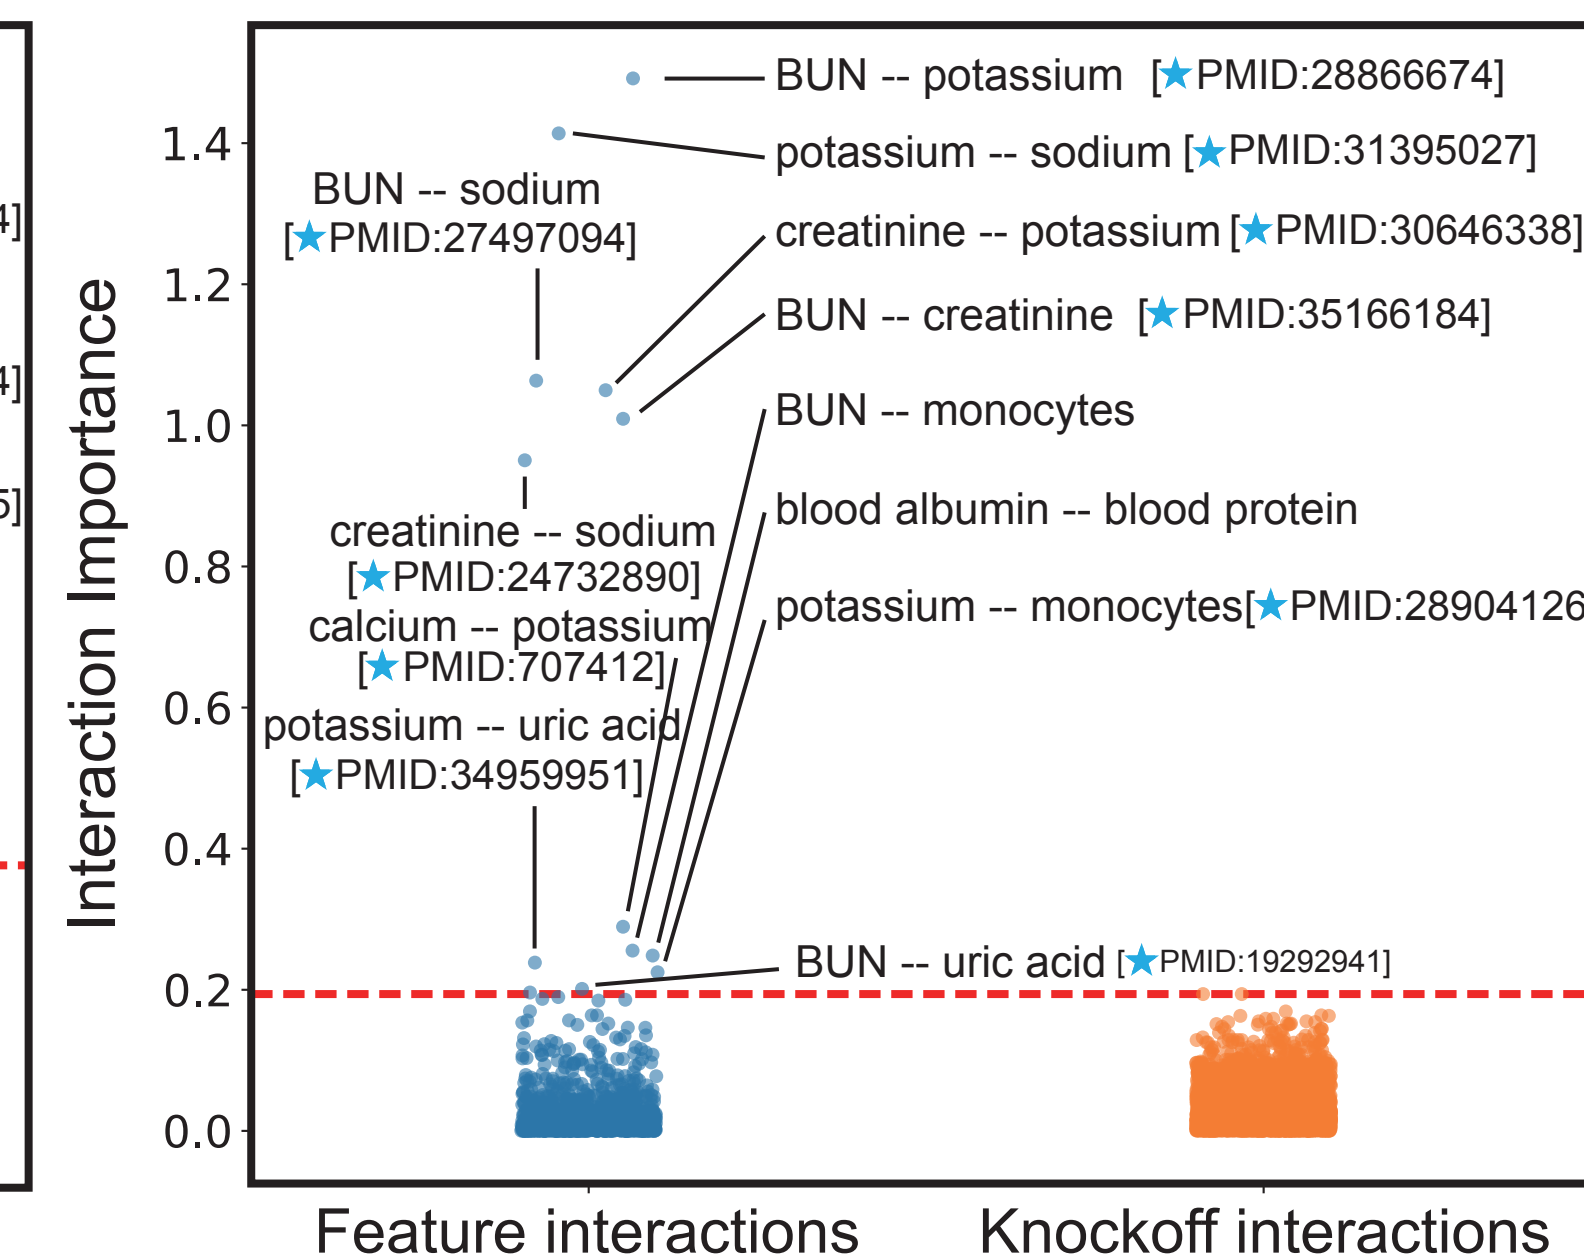 4]
4]
5]
Interaction Importance
1.4
1.2
1.0
0.8
0.6
0.4
0.2
0.0
BUN -- potassium [★PMID:28866674]
potassium -- sodium [★PMID:31395027]
BUN -- sodium
[★PMID:27497094]
creatinine -- potassium [★PMID:30646338]
BUN -- creatinine [★PMID:35166184]
BUN -- monocytes
blood albumin -- blood protein
creatinine -- sodium
[★PMID:24732890]
potassium -- monocytes[★PMID:28904126
calcium -- potassium
[★PMID:707412]
potassium -- uric acid
[★PMID:34959951]
BUN -- uric acid [★PMID:19292941]
Feature interactions
Knockoff interactions